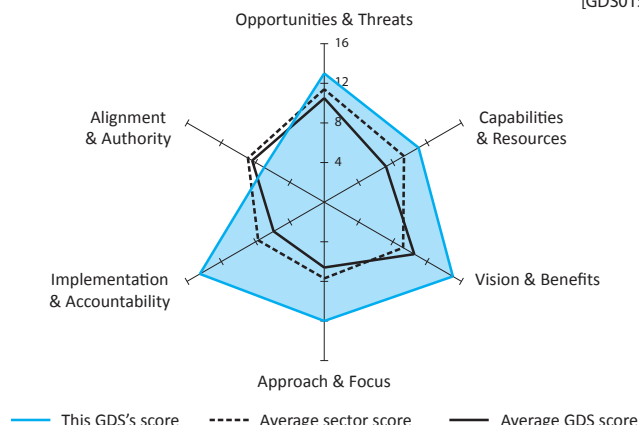 [GDS01
Opportunities & Threats
16
12
8
4
Alignment
& Authority
Capabilities
& Resources
Implementation
& Accountability
Vision & Benefits
Approach & Focus
This GDS's score
Average sector score
Average GDS score